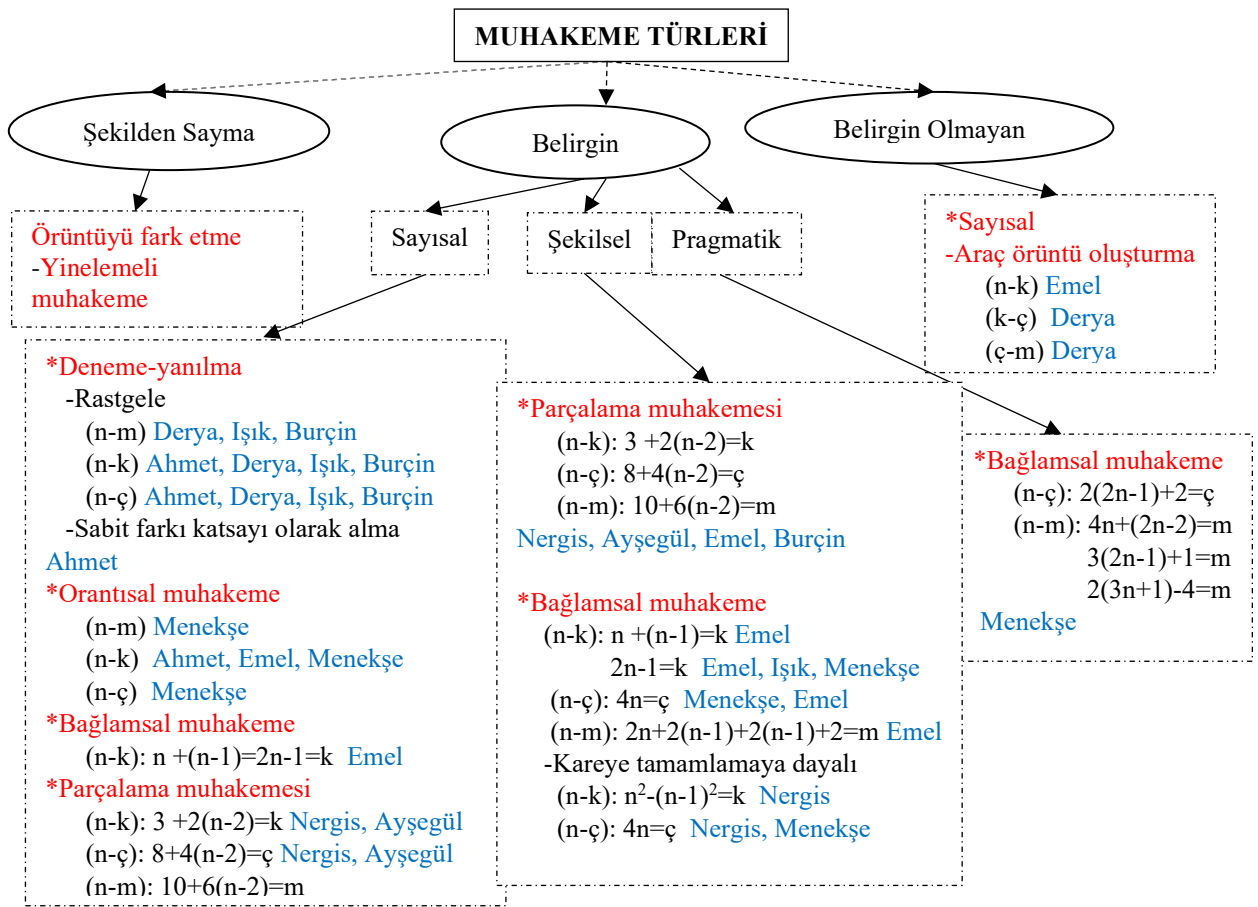 MUHAKEME TÜRLERİ
Şekilden Sayma
Belirgin
Belirgin Olmayan
Örüntüyü fark etme
-Yinelemeli
muhakeme
Sayısal
Şekilsel
Pragmatik
*Sayısal
-Araç örüntü oluşturma
(n-k) Emel
(k-ç) Derya
(ç-m) Derya
*Deneme-yanılma
-Rastgele
(n-m) Derya, Işık, Burçin
(n-k) Ahmet, Derya, Işık, Burçin
(n-ç) Ahmet, Derya, Işık, Burçin
-Sabit farkı katsayı olarak alma
Ahmet
*Orantısal muhakeme
(n-m) Menekşe
(n-k) Ahmet, Emel, Menekşe
(n-ç) Menekşe
*Bağlamsal muhakeme
(n-k): n +(n-1)=2n-1=k Emel
*Parçalama muhakemesi
(n-k): 3 +2(n-2)=k Nergis, Ayşegül
(n-ç): 8+4(n-2)=ç Nergis, Ayşegül
(n-m): 10+6(n-2)=m
*Parçalama muhakemesi
(n-k): 3 +2(n-2)=k
(n-ç): 8+4(n-2)=ç
(n-m): 10+6(n-2)=m
Nergis, Ayşegül, Emel, Burçin
*Bağlamsal muhakeme
(n-k): n +(n-1)=k Emel
2n-1=k Emel, Işık, Menekşe
(n-ç): 4n=ç Menekşe, Emel
(n-m): 2n+2(n-1)+2(n-1)+2=m Emel
-Kareye tamamlamaya dayalı
(n-k): n²-(n-1)²=k Nergis
(n-ç): 4n=ç Nergis, Menekşe
*Bağlamsal muhakeme
(n-ç): 2(2n-1)+2=ç
(n-m): 4n+(2n-2)=m
3(2n-1)+1=m
2(3n+1)-4=m
Menekşe